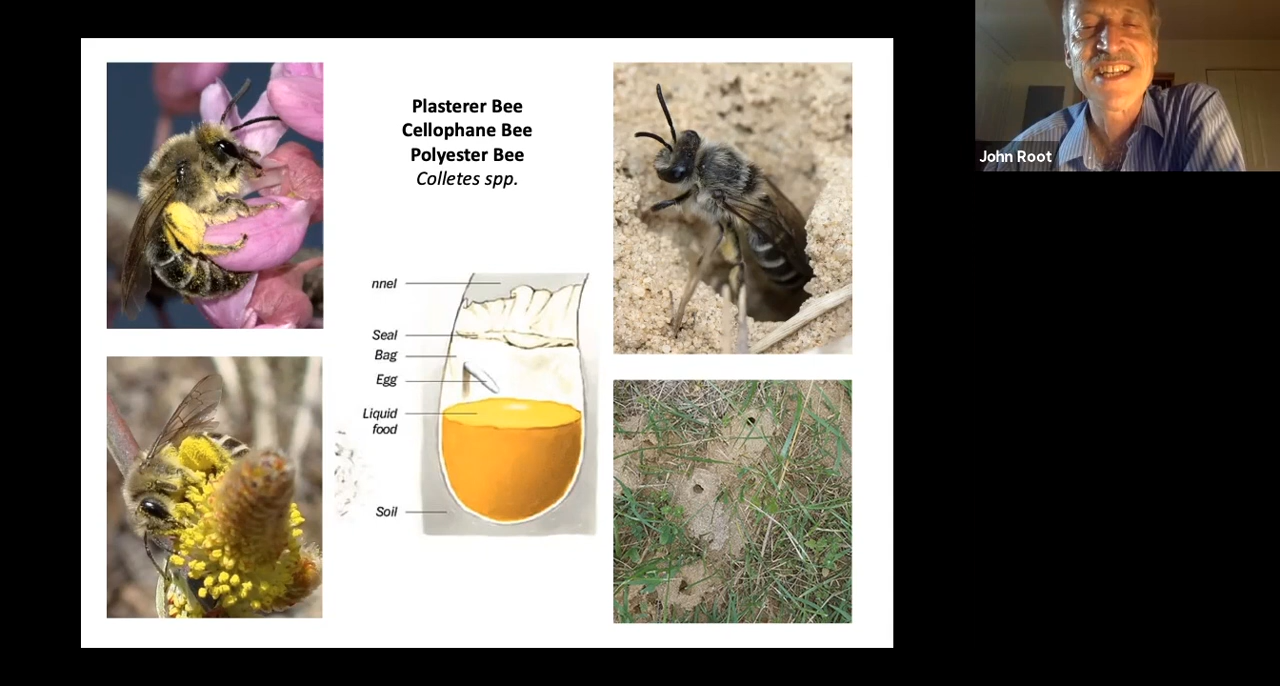 Plasterer Bee
Cellophane Bee
Polyester Bee
Colletes spp.
nnel
Seal
Bag
Egg
Liquid
food
Soil
John Root